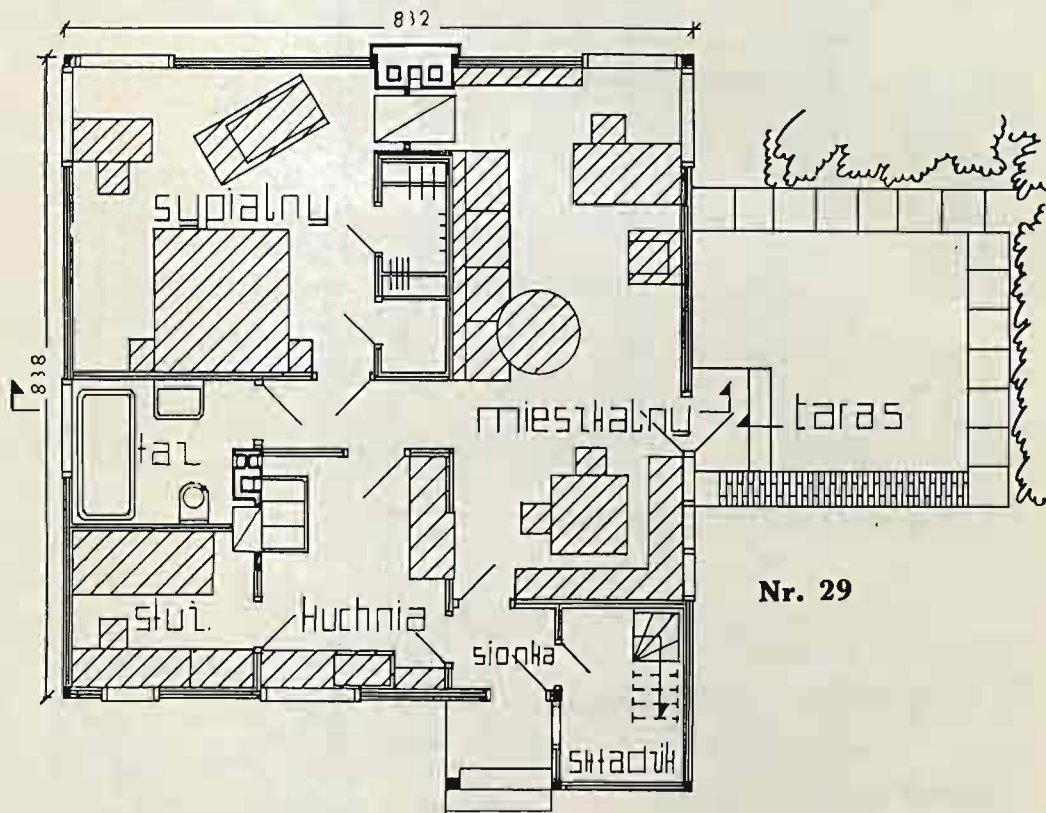 832
838
sypialny
mieszkalny
taras
łaz
służ.
kuchnia
sionka
składzik
Nr. 29